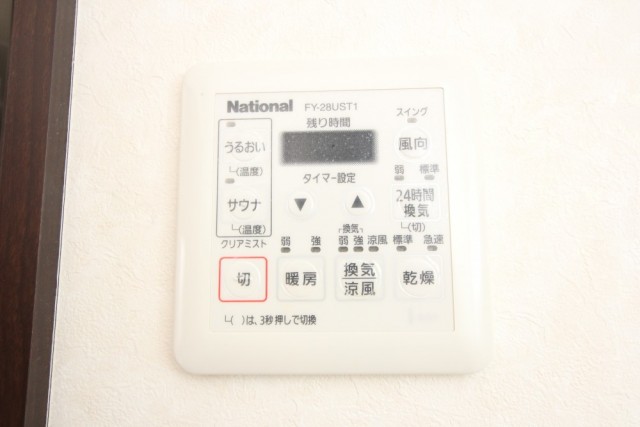 National FY-28UST1
スイング
残り時間
うるおい
風向
└(温度)
タイマー設定
弱 標準
サウナ
▼ ▲
24時間
換気
└(温度)
┌換気┐
└(切)
クリアミスト
弱 強 弱 強 涼風 標準 急速
切
暖房
換気
涼風
乾燥
└( )は、3秒押しで切換